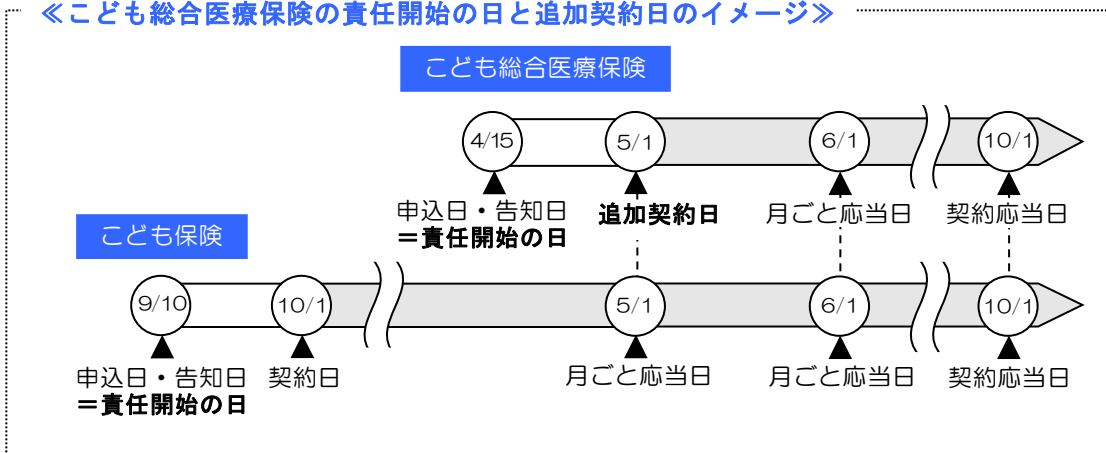 ≪こども総合医療保険の責任開始の日と追加契約日のイメージ≫
こども総合医療保険
4/15
5/1
6/1
10/1
申込日・告知日
＝責任開始の日
追加契約日
月ごと応当日
契約応当日
こども保険
9/10
10/1
5/1
6/1
10/1
申込日・告知日
＝責任開始の日
契約日
月ごと応当日
月ごと応当日
契約応当日